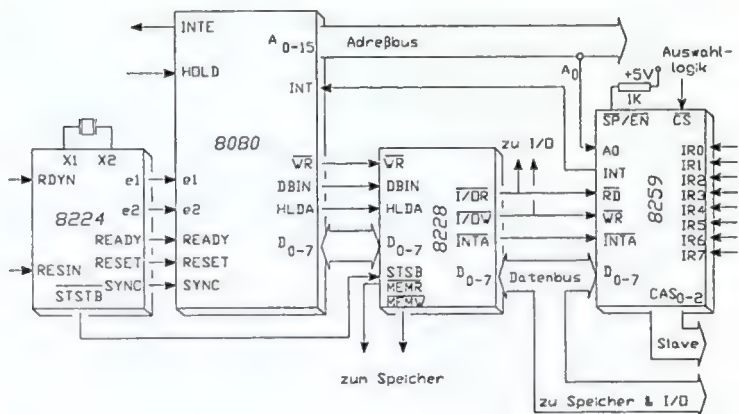 INTE
A0-15
Adreßbus
HOLD
INT
8080
X1 X2
RDYN
8224
e1
e2
READY
RESET
RESIN
SYNC
STSTB
e1
e2
READY
RESET
SYNC
WR
DBIN
HLDA
D0-7
WR
DBIN
HLDA
D0-7
STSB
MEMR
MEMW
8228
I/OR
I/OW
INTA
D0-7
zum Speicher
zu I/O
Datenbus
A0
+5V
1K
Auswahl-
logik
SP/EN
CS
A0
INT
RD
WR
INTA
D0-7
8259
IR0
IR1
IR2
IR3
IR4
IR5
IR6
IR7
CAS0-2
Slave
zu Speicher & I/O